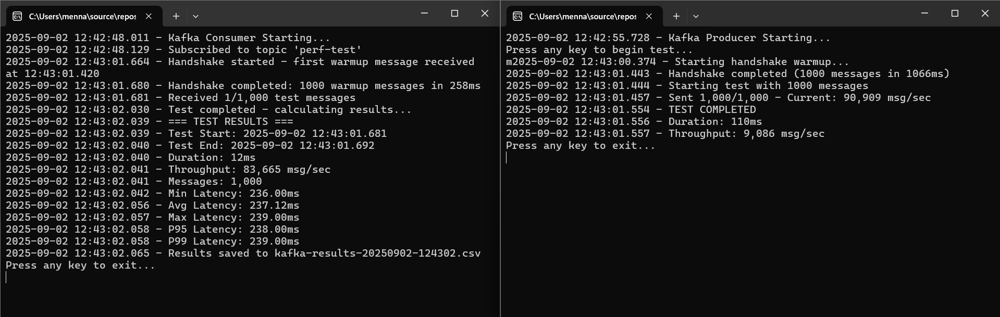 C:\Users\menna\source\repos
2025-09-02 12:42:48.011 - Kafka Consumer Starting...
2025-09-02 12:42:48.129 - Subscribed to topic 'perf-test'
2025-09-02 12:43:01.664 - Handshake started - first warmup message received
at 12:43:01.420
2025-09-02 12:43:01.680 - Handshake completed: 1000 warmup messages in 258ms
2025-09-02 12:43:01.681 - Received 1/1,000 test messages
2025-09-02 12:43:02.030 - Test completed - calculating results...
2025-09-02 12:43:02.039 - === TEST RESULTS ===
2025-09-02 12:43:02.039 - Test Start: 2025-09-02 12:43:01.681
2025-09-02 12:43:02.040 - Test End: 2025-09-02 12:43:01.692
2025-09-02 12:43:02.040 - Duration: 12ms
2025-09-02 12:43:02.041 - Throughput: 83,665 msg/sec
2025-09-02 12:43:02.041 - Messages: 1,000
2025-09-02 12:43:02.042 - Min Latency: 236.00ms
2025-09-02 12:43:02.056 - Avg Latency: 237.12ms
2025-09-02 12:43:02.057 - Max Latency: 239.00ms
2025-09-02 12:43:02.058 - P95 Latency: 238.00ms
2025-09-02 12:43:02.058 - P99 Latency: 239.00ms
2025-09-02 12:43:02.065 - Results saved to kafka-results-20250902-124302.csv
Press any key to exit...
C:\Users\menna\source\repos
2025-09-02 12:42:55.728 - Kafka Producer Starting...
Press any key to begin test...
m2025-09-02 12:43:00.374 - Starting handshake warmup...
2025-09-02 12:43:01.443 - Handshake completed (1000 messages in 1066ms)
2025-09-02 12:43:01.444 - Starting test with 1000 messages
2025-09-02 12:43:01.457 - Sent 1,000/1,000 - Current: 90,909 msg/sec
2025-09-02 12:43:01.554 - TEST COMPLETED
2025-09-02 12:43:01.556 - Duration: 110ms
2025-09-02 12:43:01.557 - Throughput: 9,086 msg/sec
Press any key to exit...